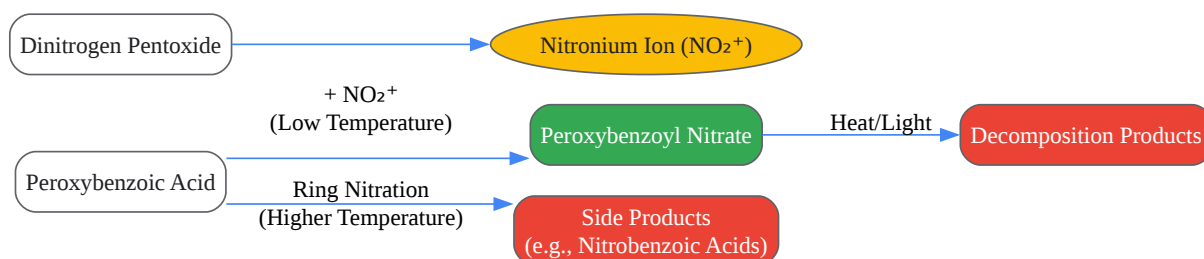 Dinitrogen Pentoxide
Nitronium Ion (NO₂⁺)
+ NO₂⁺
(Low Temperature)
Peroxybenzoyl Nitrate
Heat/Light
Decomposition Products
Peroxybenzoic Acid
Ring Nitration
(Higher Temperature)
Side Products
(e.g., Nitrobenzoic Acids)